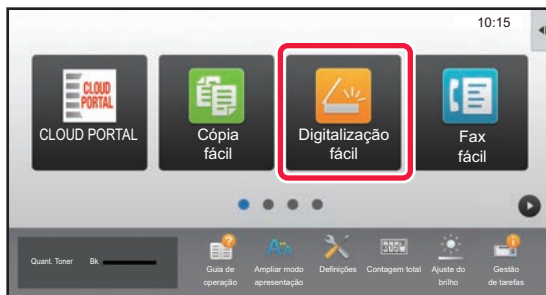 10:15
CLOUD
PORTAL
CLOUD PORTAL
Cópia
fácil
Digitalização
fácil
Fax
fácil
Quant. Toner Bk
Guia de
operação
Ampliar modo
apresentação
Definições
Contagem total
Ajuste do
brilho
Gestão
de tarefas